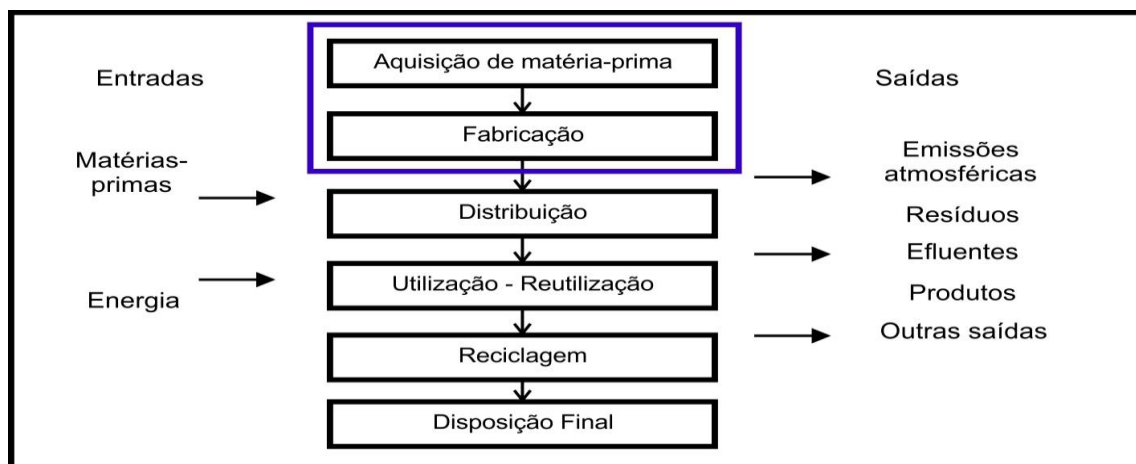 Entradas
Matérias-
primas
Energia
Aquisição de matéria-prima
Fabricação
Distribuição
Utilização - Reutilização
Reciclagem
Disposição Final
Saídas
Emissões
atmosféricas
Resíduos
Efluentes
Produtos
Outras saídas